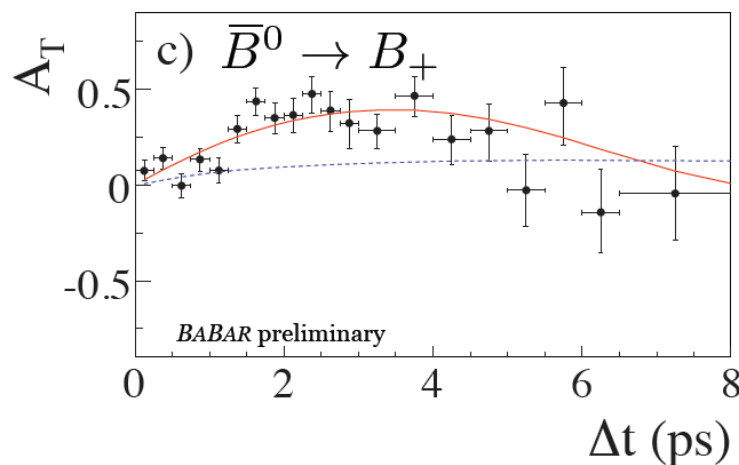 c) B̅⁰ → B₊
A_T
0.5
0
-0.5
BABAR preliminary
0 2 4 6 8
Δt (ps)